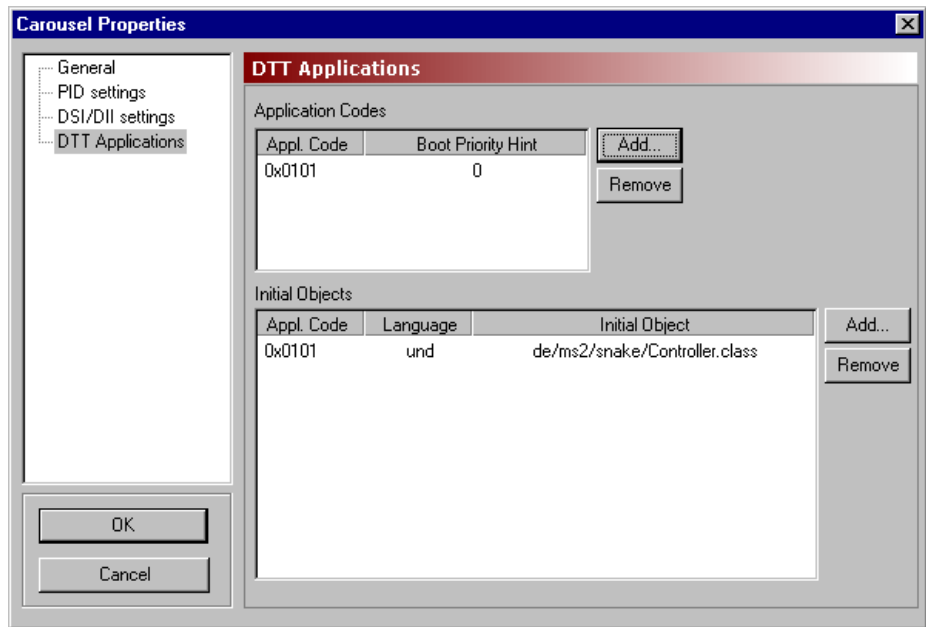 Carousel Properties
General
PID settings
DSI/DII settings
DTT Applications
OK
Cancel
DTT Applications
Application Codes
Appl. Code Boot Priority Hint
0x0101 0
Add...
Remove
Initial Objects
Appl. Code Language Initial Object
0x0101 und de/ms2/snake/Controller.class
Add...
Remove